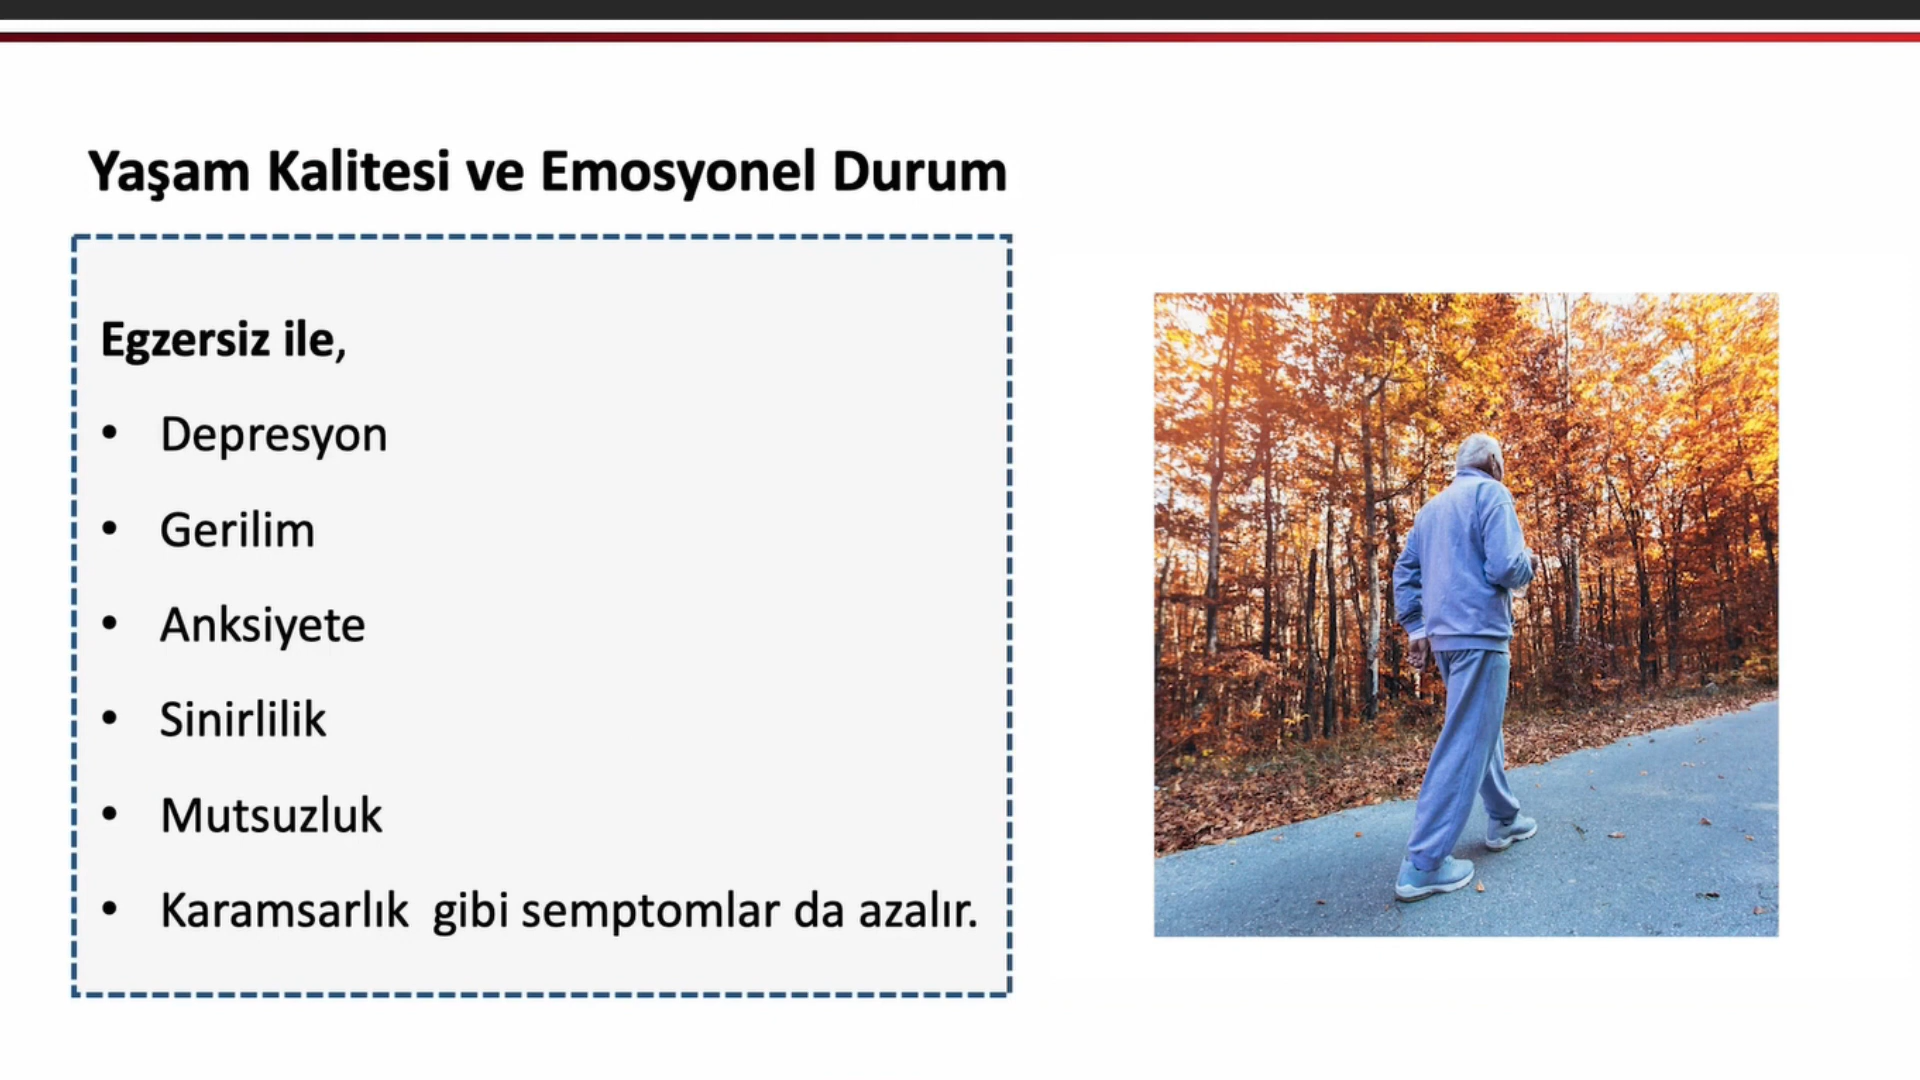 Yaşam Kalitesi ve Emosyonel Durum
Egzersiz ile,
• Depresyon
• Gerilim
• Anksiyete
• Sinirlilik
• Mutsuzluk
• Karamsarlık gibi semptomlar da azalır.